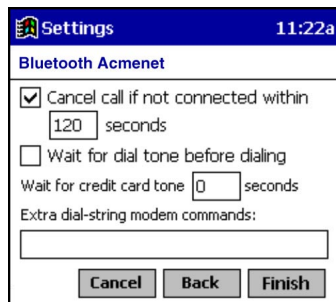 Settings 11:22a
Bluetooth Acmenet
Cancel call if not connected within
120 seconds
Wait for dial tone before dialing
Wait for credit card tone 0 seconds
Extra dial-string modem commands:
Cancel Back Finish